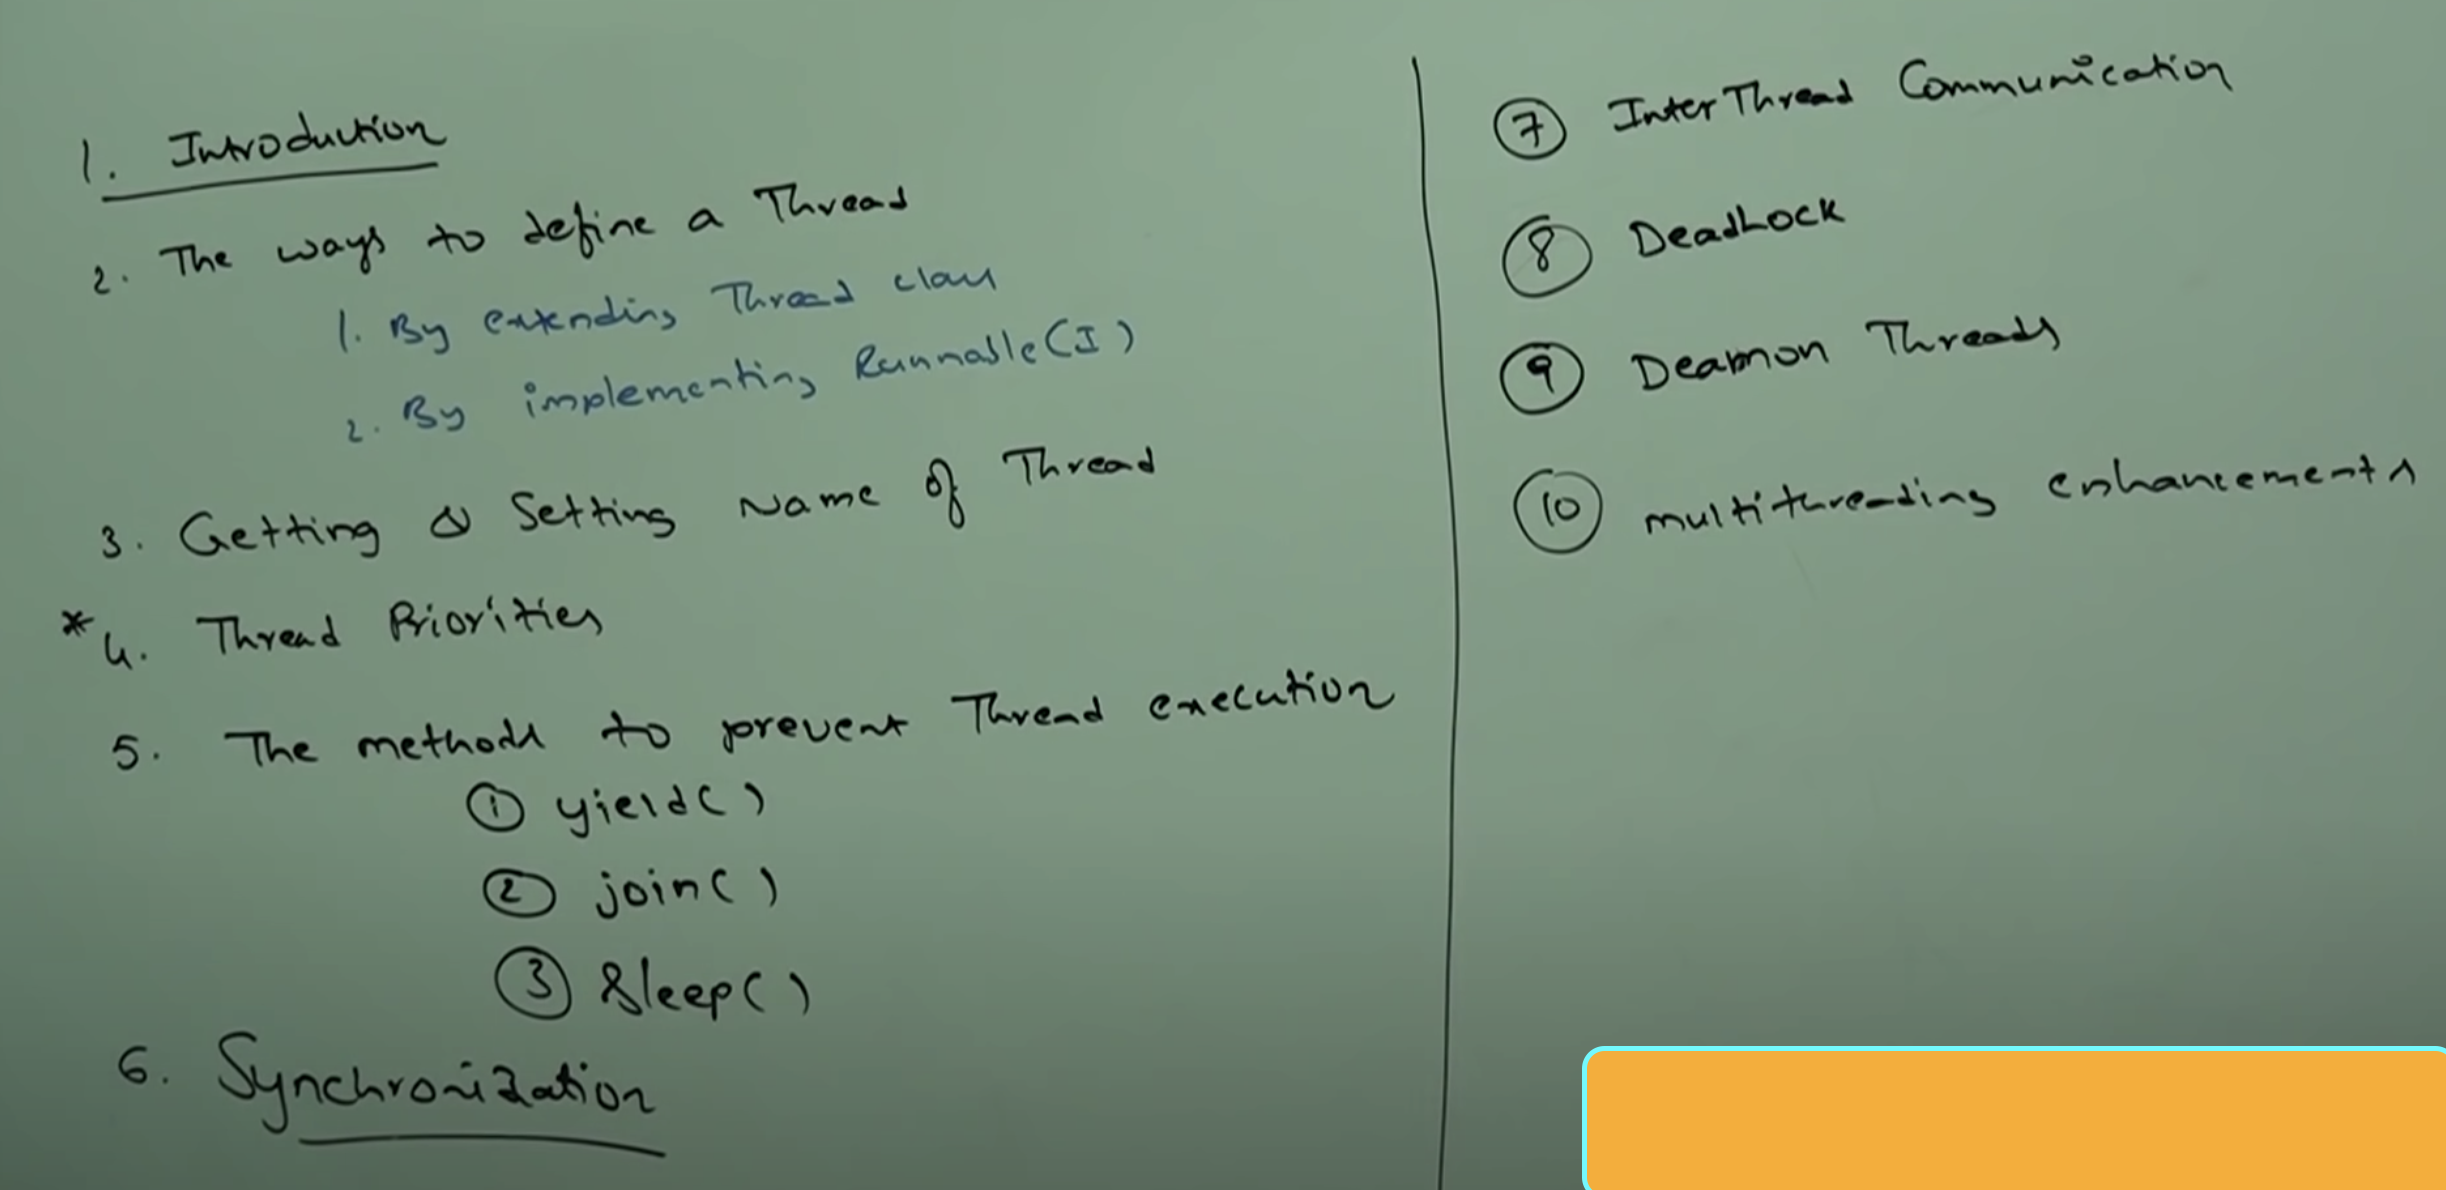 1. Introduction
2. The ways to define a Thread
1. By extending Thread class
2. By implementing Runnable(I)
3. Getting & Setting Name of Thread
* 4. Thread Priorities
5. The methods to prevent Thread execution
① yield()
② join()
③ Sleep()
6. Synchronization
⑦ InterThread Communication
⑧ DeadLock
⑨ Deamon Threads
⑩ multithreading enhancements